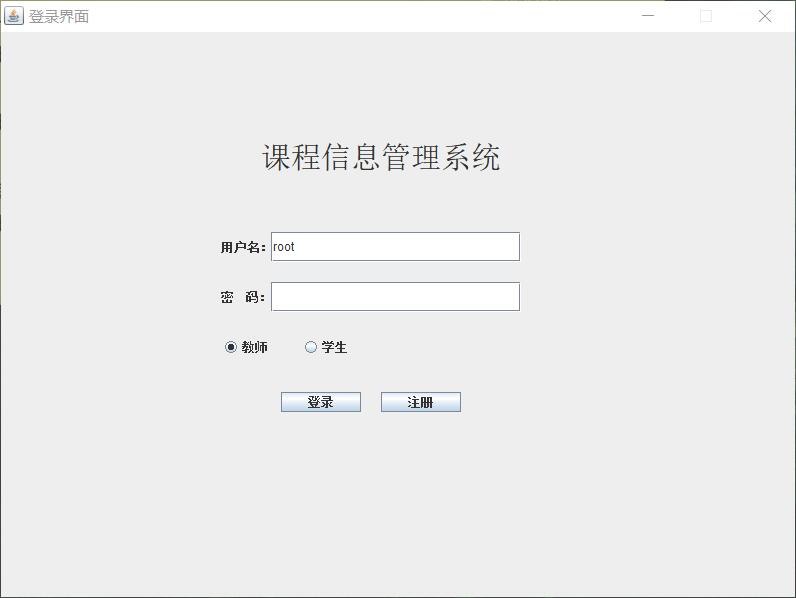 登录界面
课程信息管理系统
用户名： root
密 码：
教师 学生
登录 注册